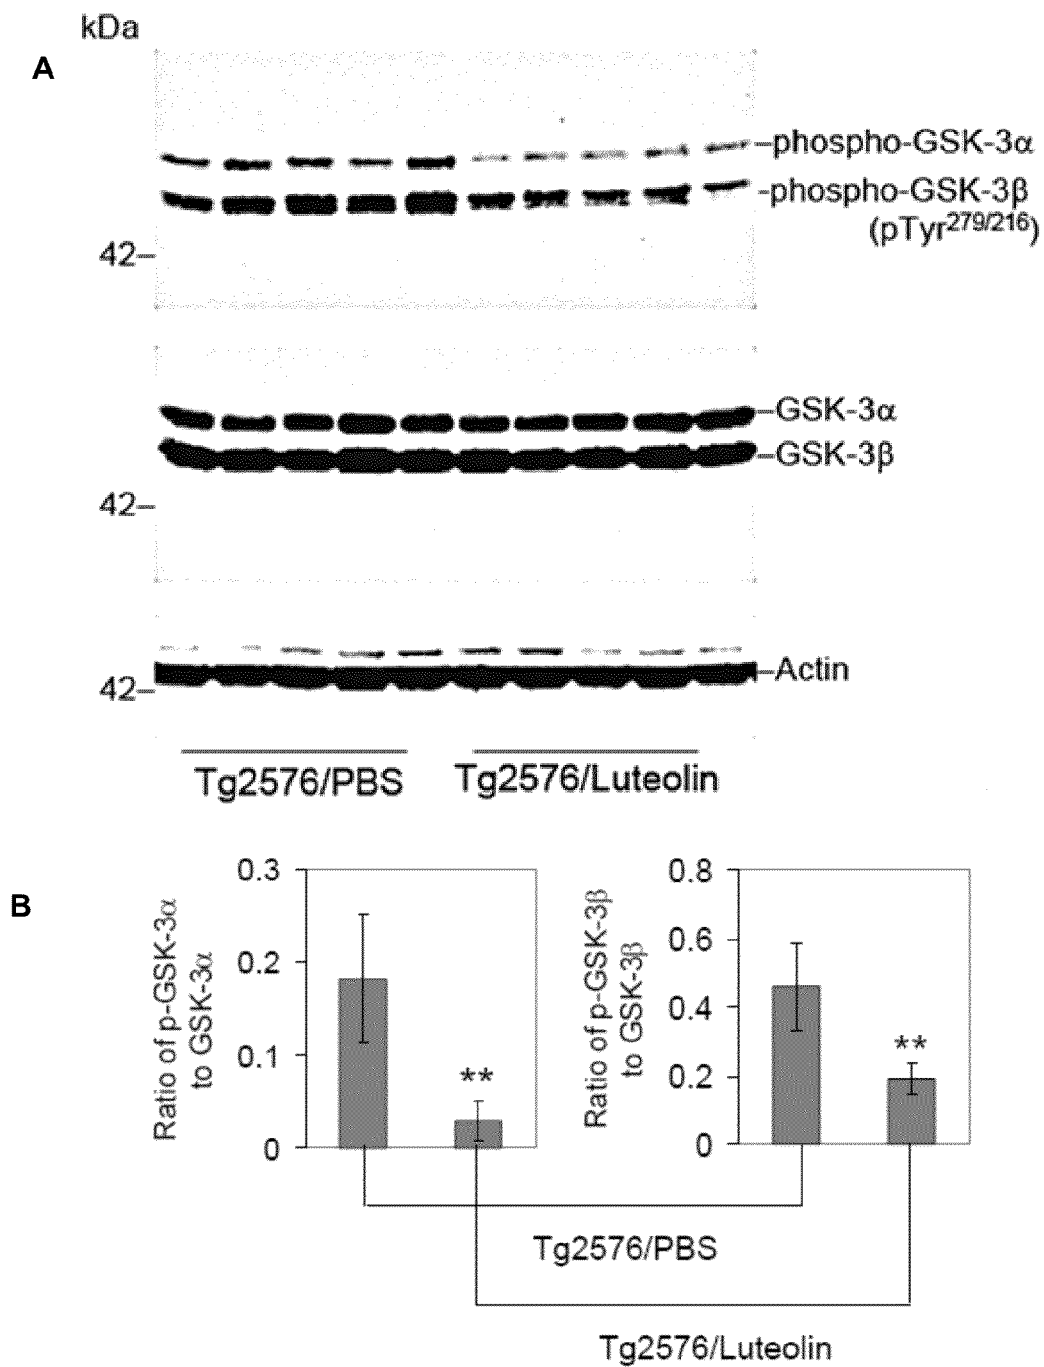 kDa
A
–phospho-GSK-3α
–phospho-GSK-3β
(pTyr279/216)
42–
–GSK-3α
–GSK-3β
42–
–Actin
42–
Tg2576/PBS
Tg2576/Luteolin
B
Ratio of p-GSK-3α
to GSK-3α
0.3
0.2
0.1
0
**
Ratio of p-GSK-3β
to GSK-3β
0.8
0.6
0.4
0.2
0
**
Tg2576/PBS
Tg2576/Luteolin